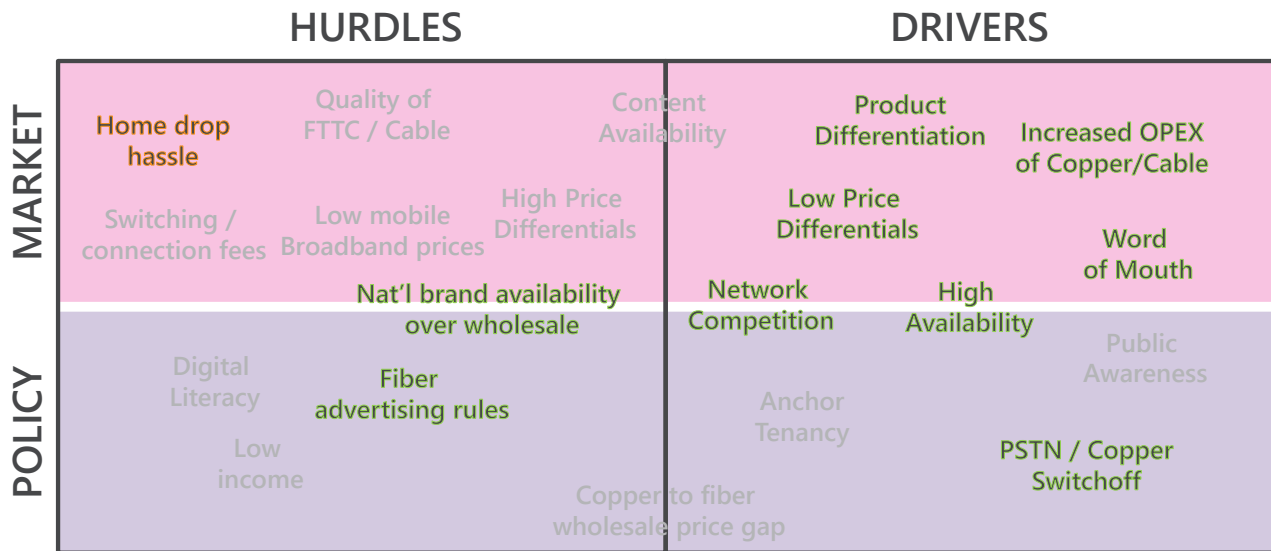 HURDLES
DRIVERS
MARKET
Home drop
hassle
Quality of
FTTC / Cable
Content
Availability
Product
Differentiation
Increased OPEX
of Copper/Cable
Switching /
connection fees
Low mobile
Broadband prices
High Price
Differentials
Low Price
Differentials
Word
of Mouth
Nat'l brand availability
over wholesale
Network
Competition
High
Availability
POLICY
Digital
Literacy
Fiber
advertising rules
Public
Awareness
Anchor
Tenancy
Low
income
PSTN / Copper
Switchoff
Copper to fiber
wholesale price gap